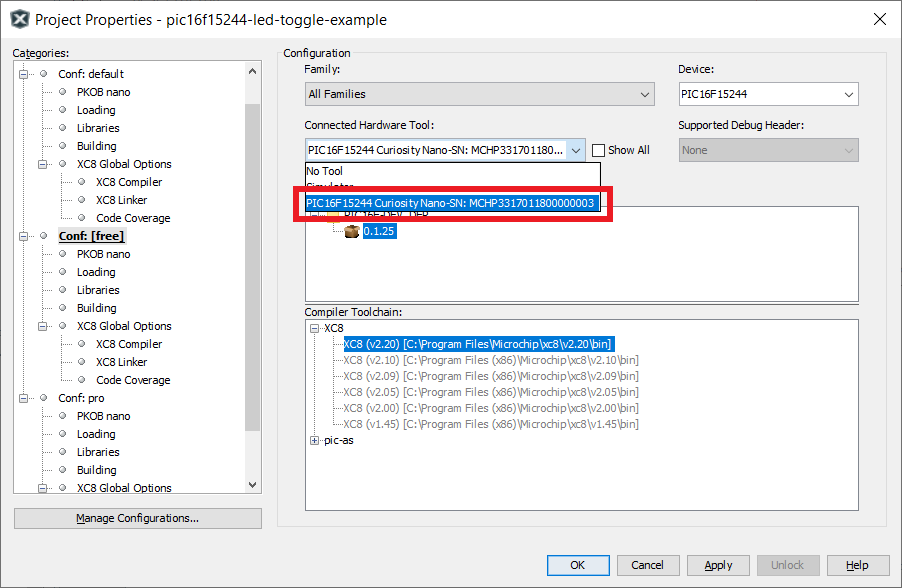 Project Properties - pic16f15244-led-toggle-example
Categories:
Conf: default
PKOB nano
Loading
Libraries
Building
XC8 Global Options
XC8 Compiler
XC8 Linker
Code Coverage
Conf: [free]
PKOB nano
Loading
Libraries
Building
XC8 Global Options
XC8 Compiler
XC8 Linker
Code Coverage
Conf: pro
PKOB nano
Loading
Libraries
Building
XC8 Global Options
Manage Configurations...
Configuration
Family:
All Families
Device:
PIC16F15244
Connected Hardware Tool:
PIC16F15244 Curiosity Nano-SN: MCHP331701180...
Show All
Supported Debug Header:
None
No Tool
Simulator
PIC16F15244 Curiosity Nano-SN: MCHP3317011800000003
PIC16F-DEV_DFP
0.1.25
Compiler Toolchain:
XC8
XC8 (v2.20) [C:\Program Files\Microchip\xc8\v2.20\bin]
XC8 (v2.10) [C:\Program Files (x86)\Microchip\xc8\v2.10\bin]
XC8 (v2.09) [C:\Program Files (x86)\Microchip\xc8\v2.09\bin]
XC8 (v2.05) [C:\Program Files (x86)\Microchip\xc8\v2.05\bin]
XC8 (v2.00) [C:\Program Files (x86)\Microchip\xc8\v2.00\bin]
XC8 (v1.45) [C:\Program Files (x86)\Microchip\xc8\v1.45\bin]
pic-as
OK
Cancel
Apply
Unlock
Help